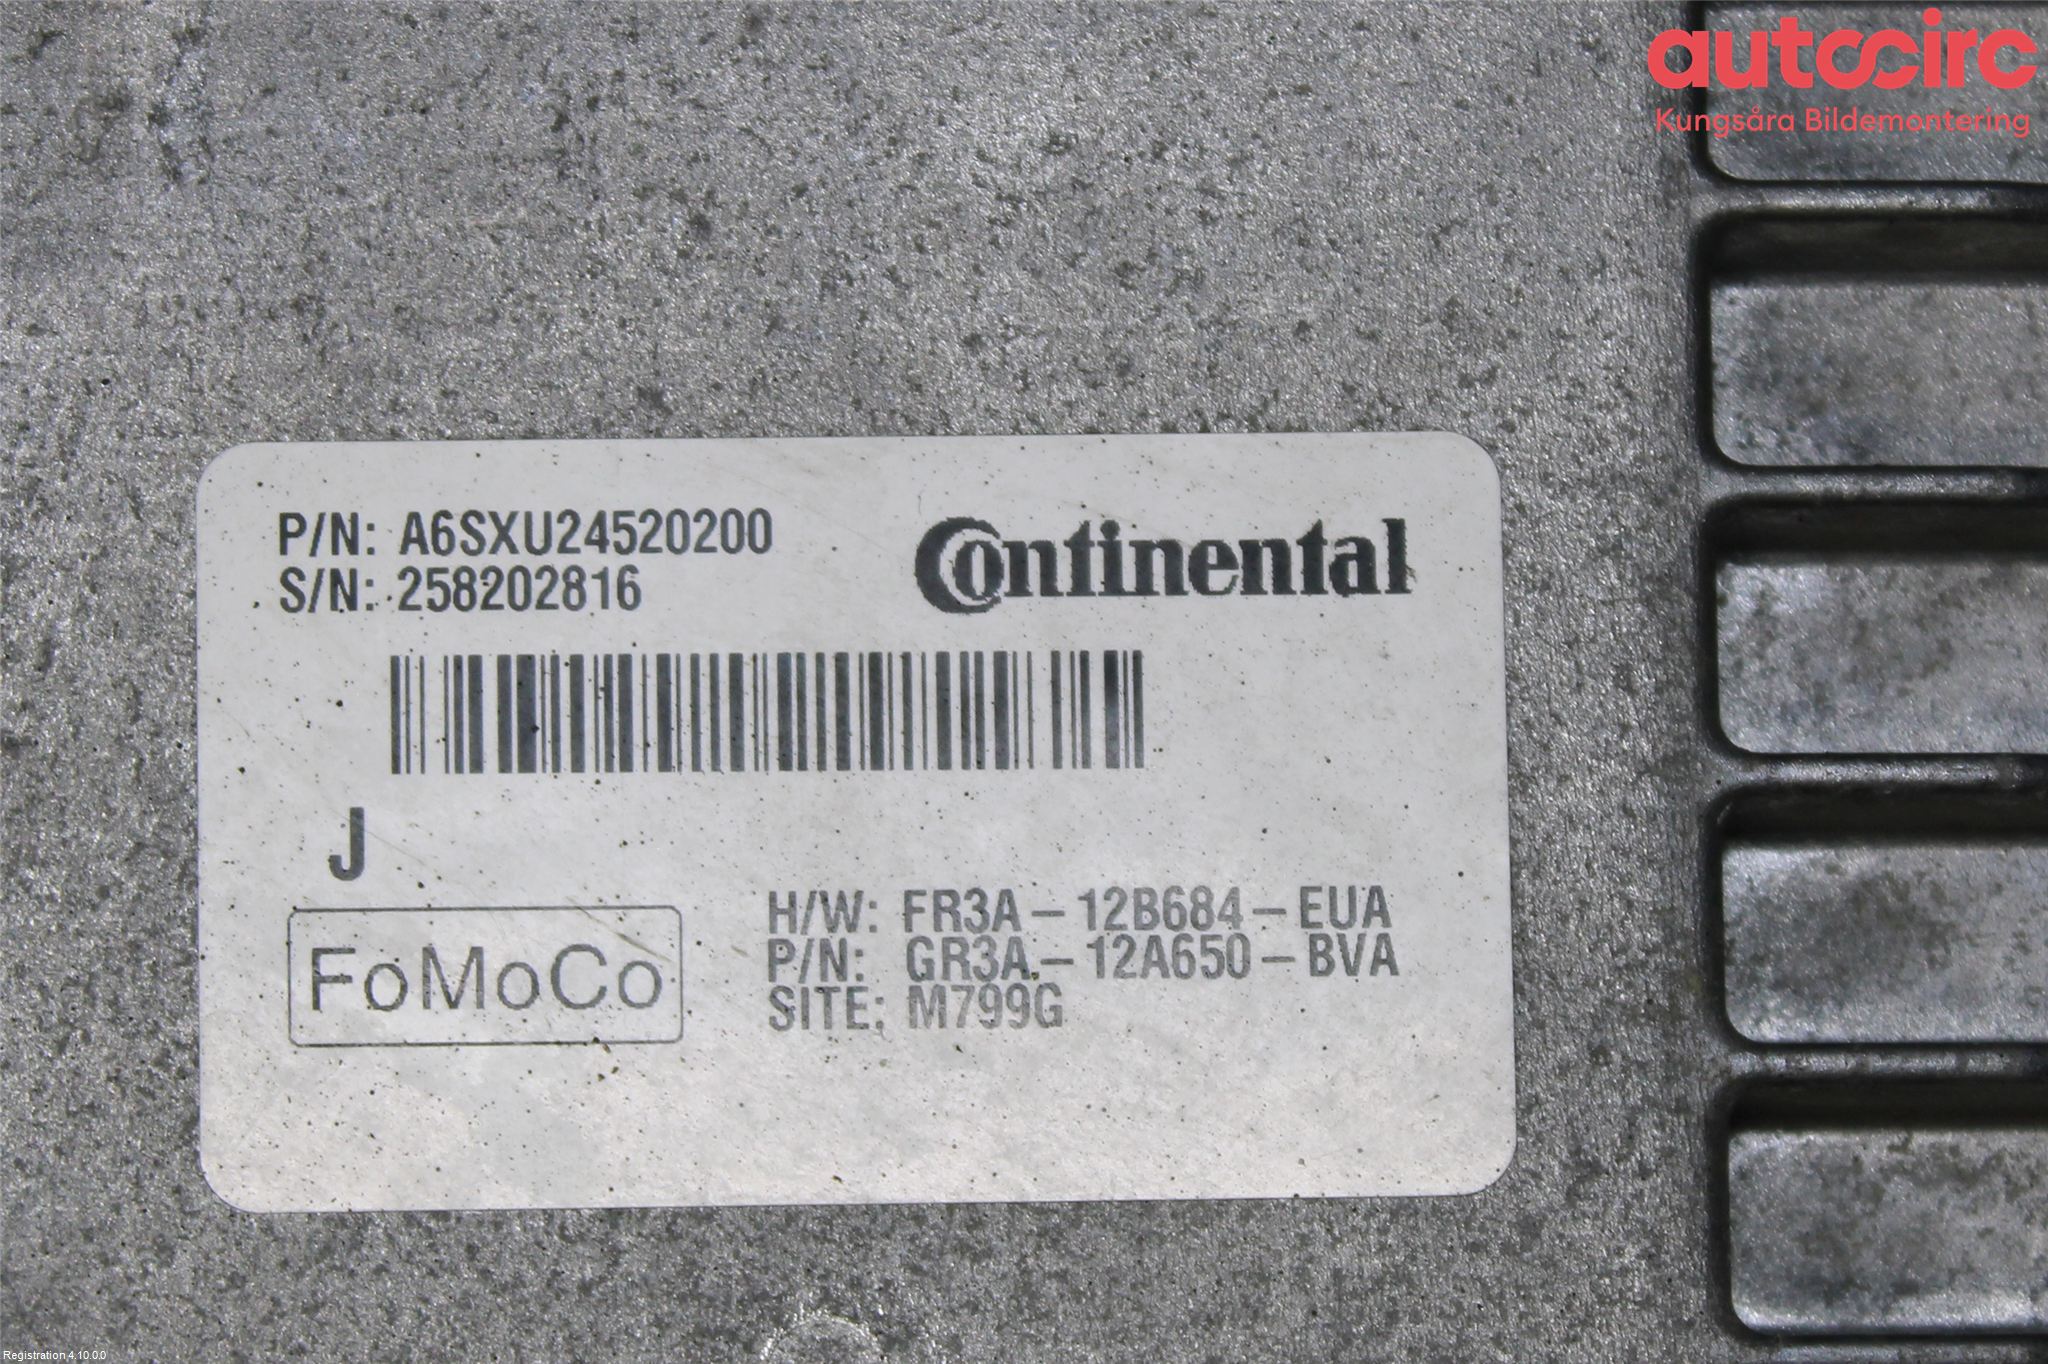 autocirc
Kungsåra Bildemontering
P/N: A6SXU24520200
S/N: 258202816
Continental
J
FoMoCo
H/W: FR3A-12B684-EUA
P/N: GR3A-12A650-BVA
SITE: M799G
Registration 4.10.0.0